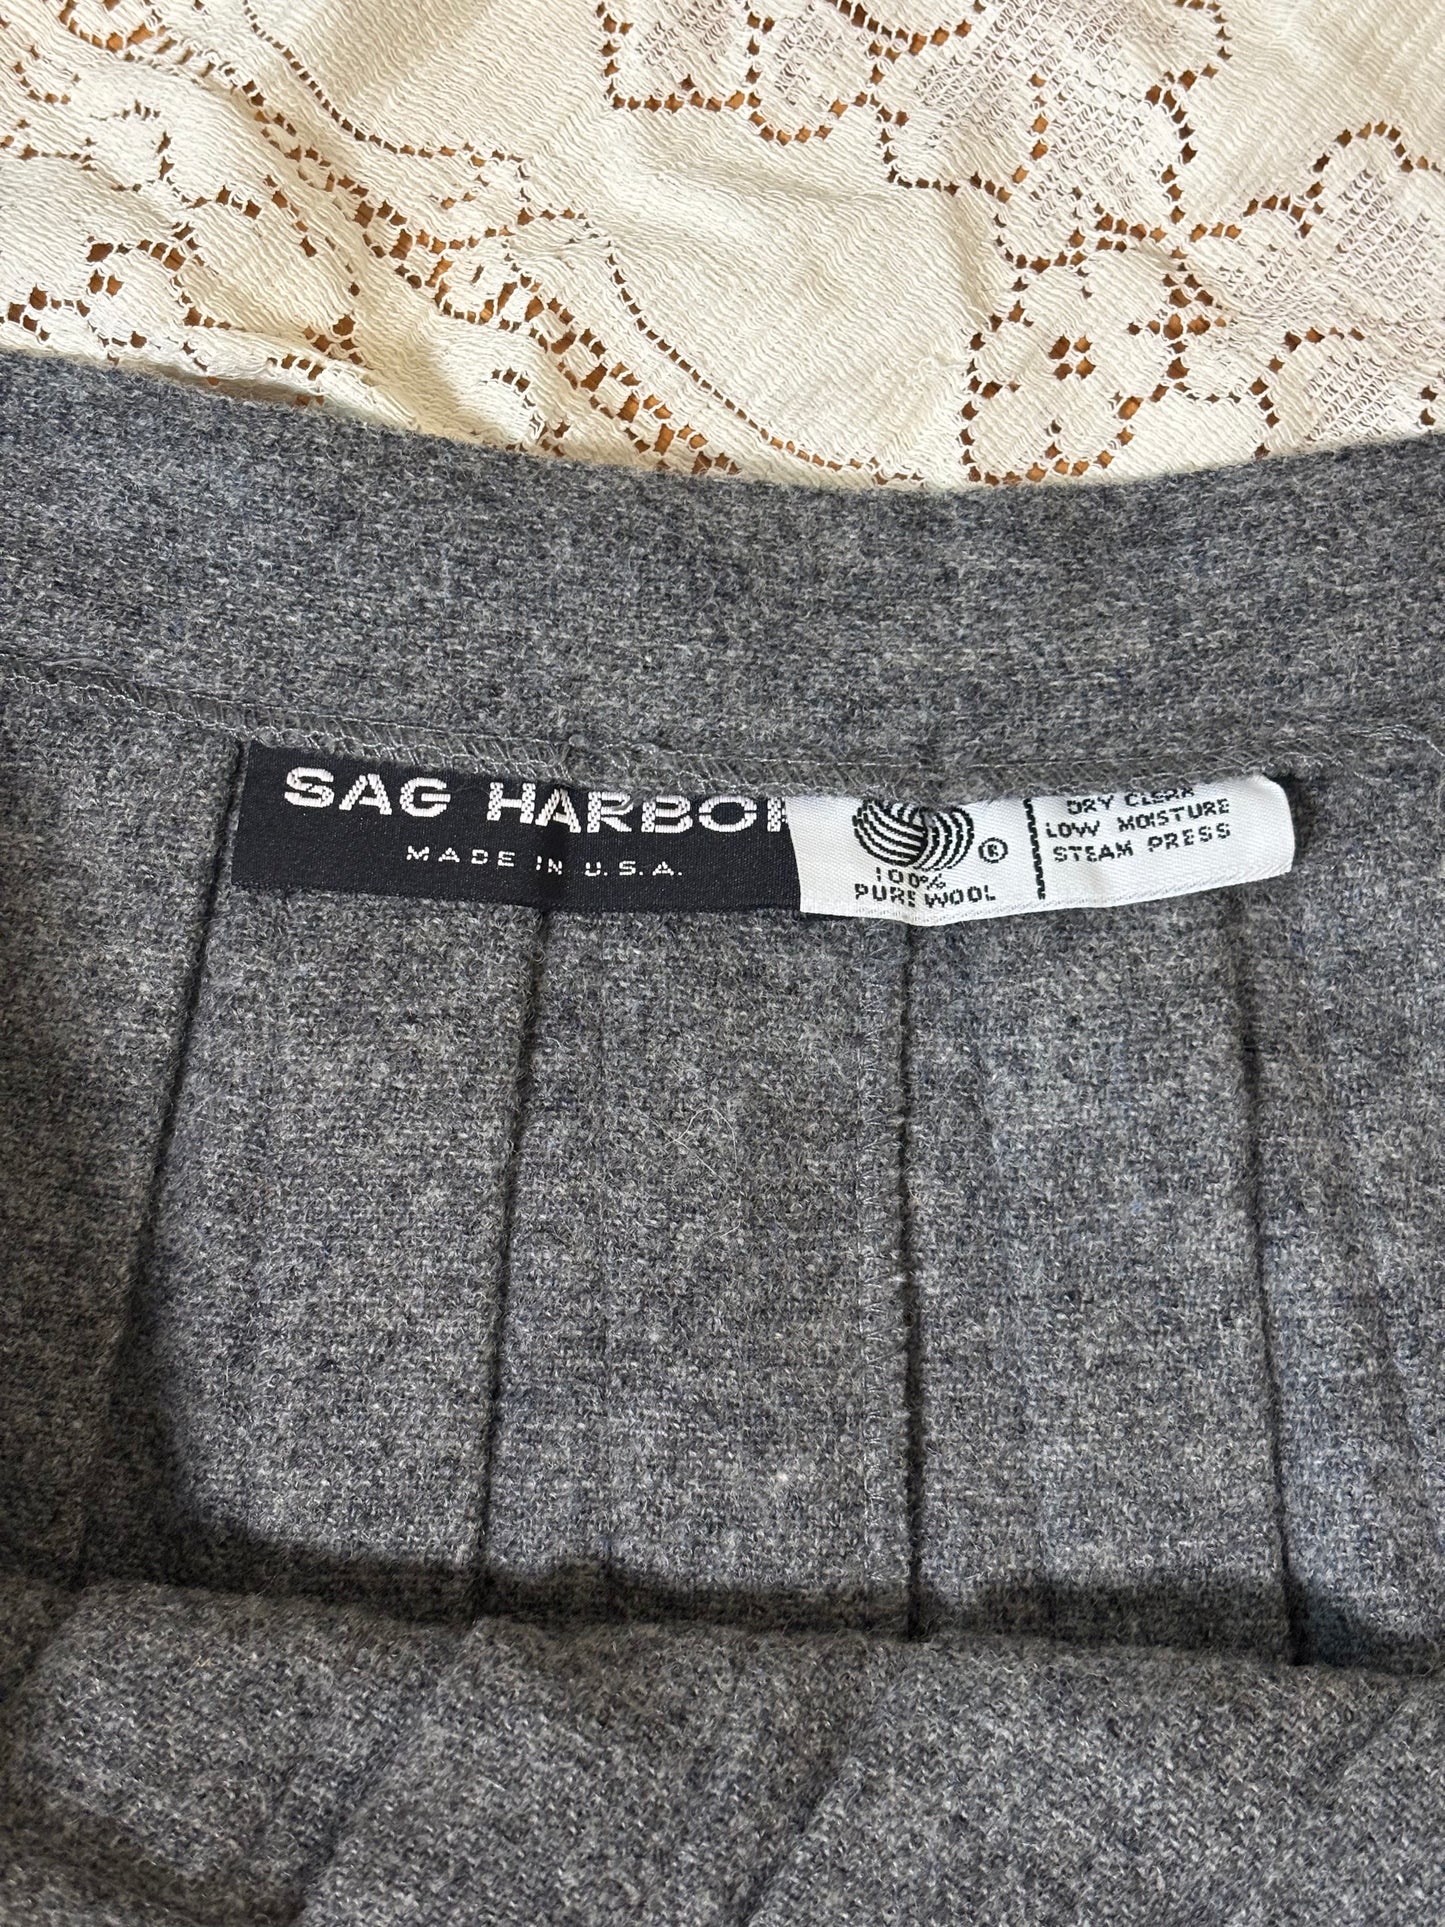 SAG HARBOR
MADE IN U.S.A.
®
100%
PURE WOOL
DRY CLEAN
LOW MOISTURE
STEAM PRESS